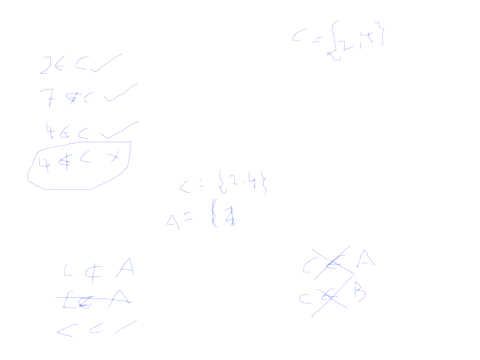 C = {2,4}
2 ∈ C ✓
7 ∉ C ✓
4 ∈ C ✓
4 ∉ C ×
C = {2.4}
A = {
L ⊄ A
A
C ⊂ A
C ⊂ B